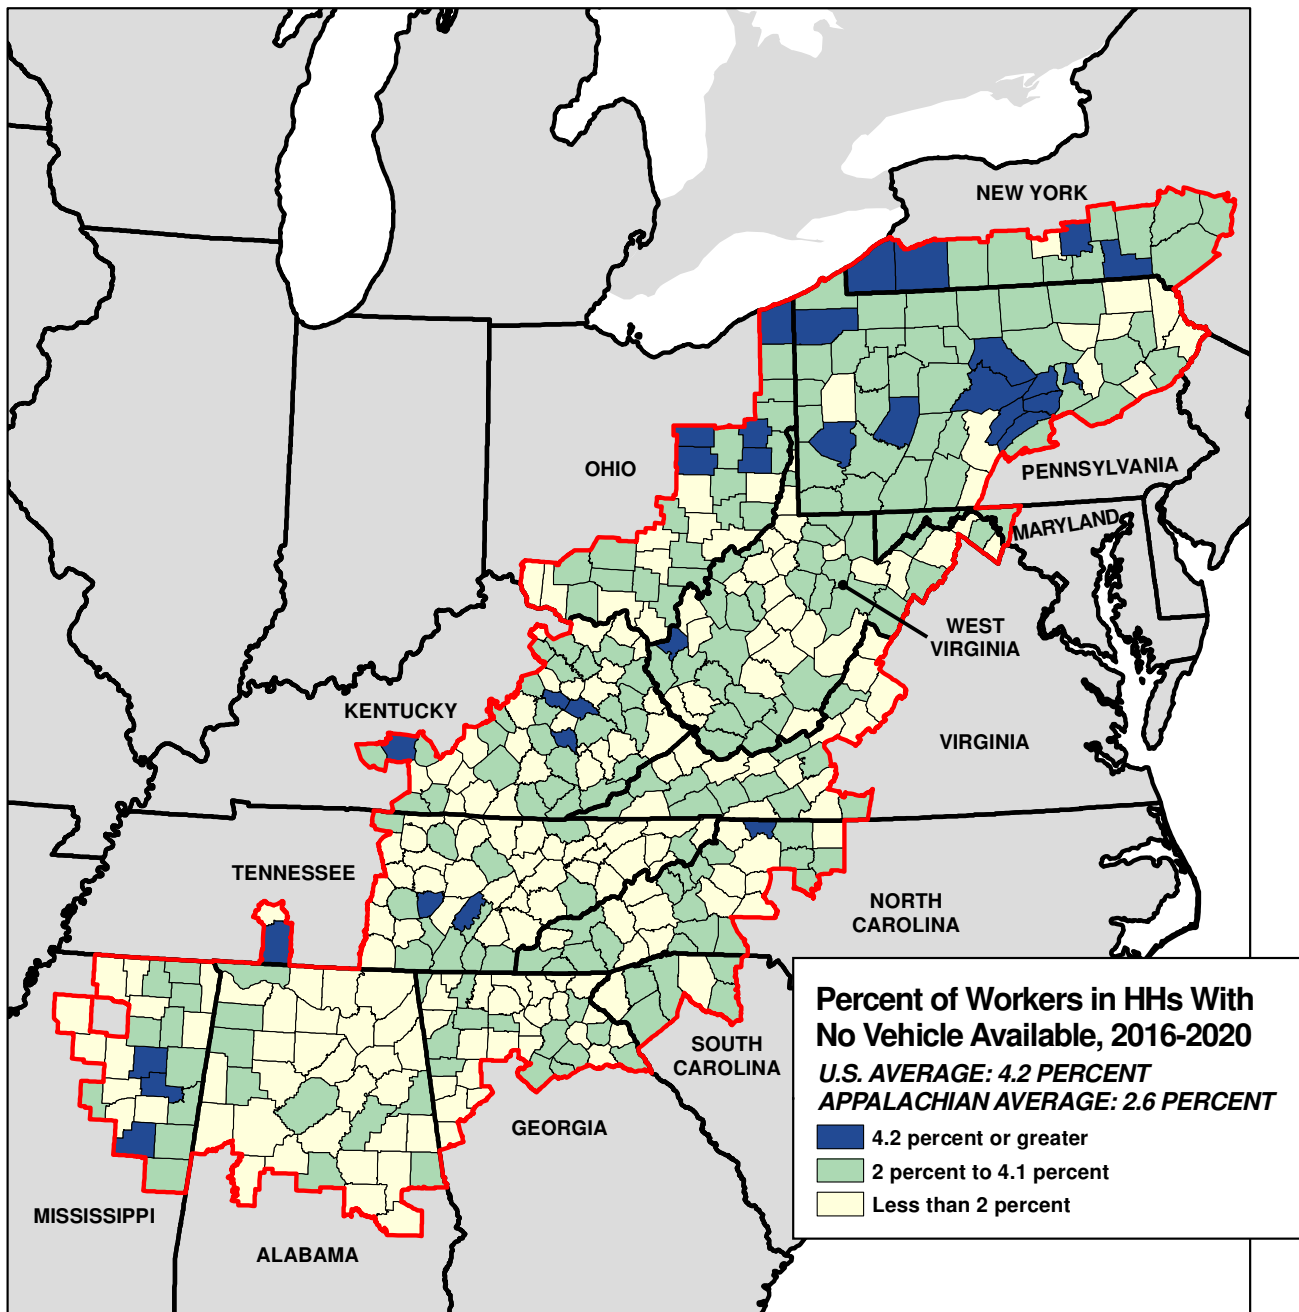 NEW YORK
OHIO
PENNSYLVANIA
MARYLAND
WEST
VIRGINIA
KENTUCKY
VIRGINIA
TENNESSEE
NORTH
CAROLINA
SOUTH
CAROLINA
GEORGIA
MISSISSIPPI
ALABAMA
Percent of Workers in HHs With
No Vehicle Available, 2016-2020
U.S. AVERAGE: 4.2 PERCENT
APPALACHIAN AVERAGE: 2.6 PERCENT
4.2 percent or greater
2 percent to 4.1 percent
Less than 2 percent